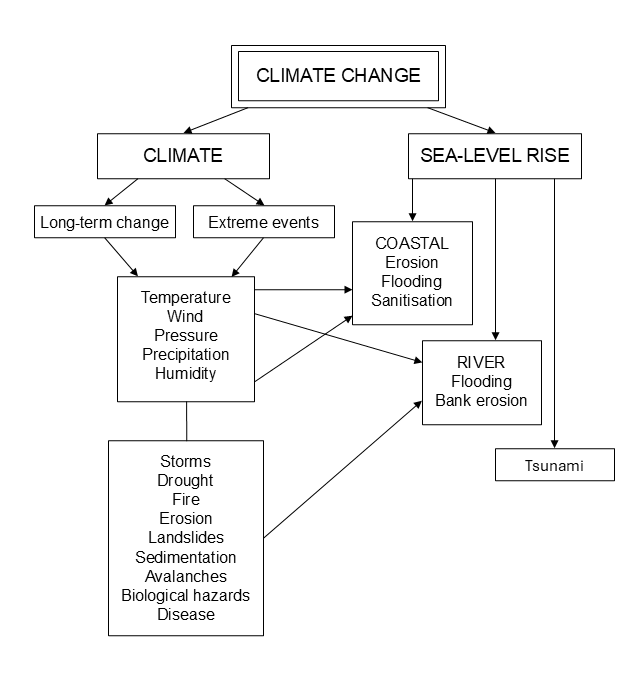 CLIMATE CHANGE
CLIMATE
SEA-LEVEL RISE
Long-term change
Extreme events
COASTAL
Erosion
Flooding
Sanitisation
Temperature
Wind
Pressure
Precipitation
Humidity
RIVER
Flooding
Bank erosion
Tsunami
Storms
Drought
Fire
Erosion
Landslides
Sedimentation
Avalanches
Biological hazards
Disease